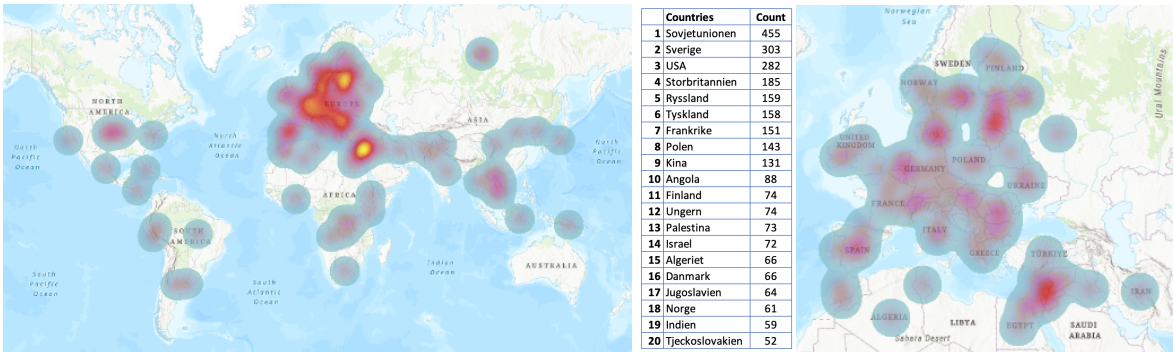 NORTH
AMERICA
North
Pacific
Ocean
North
Atlantic
Ocean
EUROPE
ASIA
North
Pacific
Ocean
AFRICA
SOUTH
AMERICA
South
Pacific
Ocean
South
Atlantic
Ocean
Indian
Ocean
AUSTRALIA
Countries Count
1 Sovjetunionen 455
2 Sverige 303
3 USA 282
4 Storbritannien 185
5 Ryssland 159
6 Tyskland 158
7 Frankrike 151
8 Polen 143
9 Kina 131
10 Angola 88
11 Finland 74
12 Ungern 74
13 Palestina 73
14 Israel 72
15 Algeriet 66
16 Danmark 66
17 Jugoslavien 64
18 Norge 61
19 Indien 59
20 Tjeckoslovakien 52
Norwegian
Sea
SWEDEN
FINLAND
NORWAY
Ural Mountains
UNITED
KINGDOM
GERMANY
POLAND
UKRAINE
FRANCE
ITALY
SPAIN
GREECE
TÜRKIYE
IRAN
ALGERIA
LIBYA
EGYPT
SAUDI
ARABIA
Sahara Desert